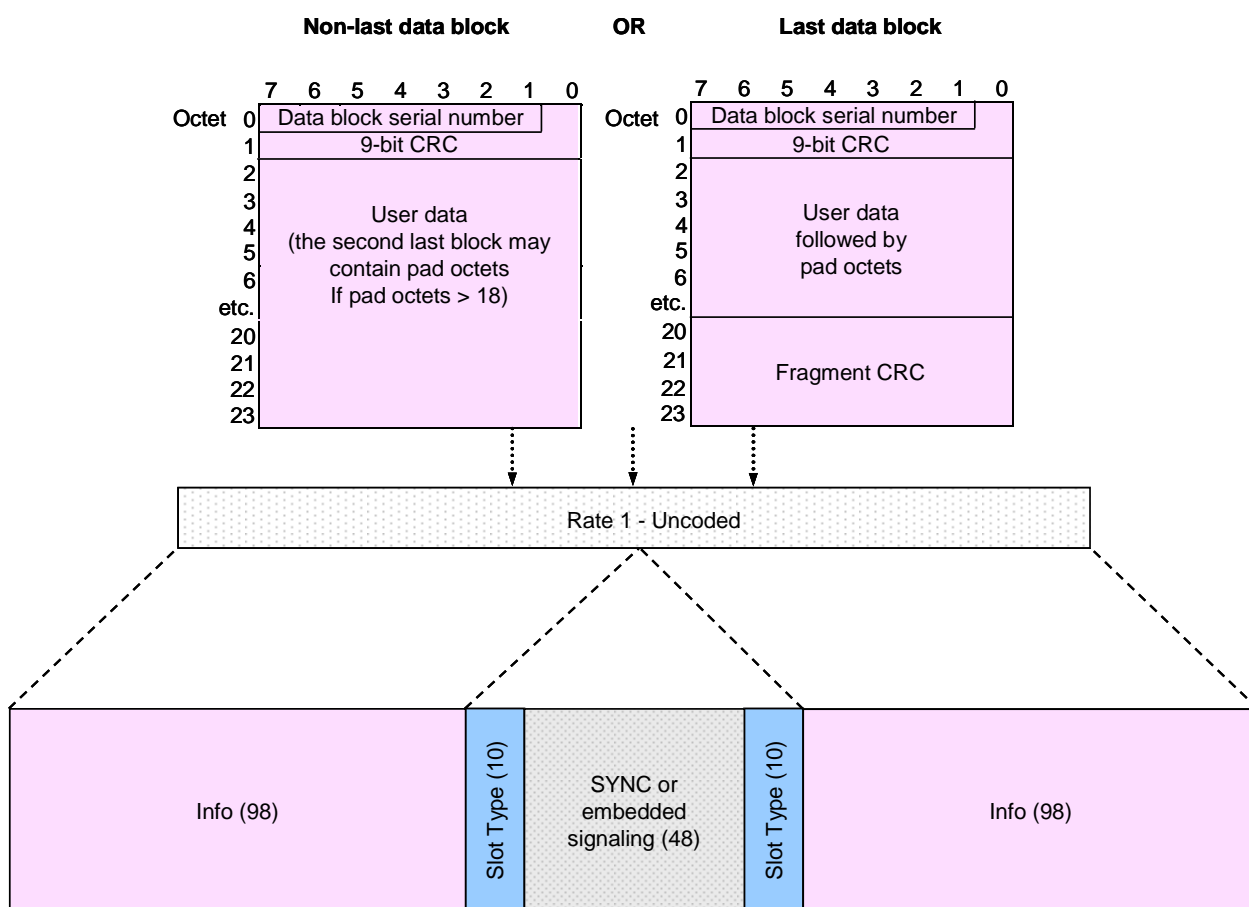 Non-last data block OR Last data block
7 6 5 4 3 2 1 0
Octet 0 Data block serial number
1 9-bit CRC
2
3
4
5
6
etc.
20
21
22
23
User data
(the second last block may
contain pad octets
If pad octets > 18)
7 6 5 4 3 2 1 0
Octet 0 Data block serial number
1 9-bit CRC
2
3
4
5
6
etc.
20
21
22
23
User data
followed by
pad octets
Fragment CRC
Rate 1 - Uncoded
Info (98)
Slot Type (10)
SYNC or
embedded
signaling (48)
Slot Type (10)
Info (98)